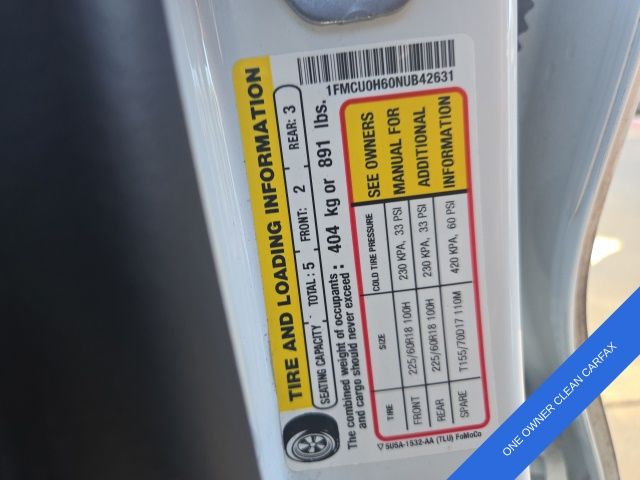 1FMCU0H60NUB42631
TIRE AND LOADING INFORMATION
SEATING CAPACITY: TOTAL: 5 FRONT: 2 REAR: 3
The combined weight of occupants and cargo should never exceed: 404 kg or 891 lbs.
TIRE SIZE COLD TIRE PRESSURE
FRONT 225/60R18 100H 230 KPA, 33 PSI
REAR 225/60R18 100H 230 KPA, 33 PSI
SPARE T155/70D17 110M 420 KPA, 60 PSI
SEE OWNERS
MANUAL FOR
ADDITIONAL
INFORMATION
5U5A-1532-AA (TLU) FoMoCo
ONE OWNER CLEAN CARFAX